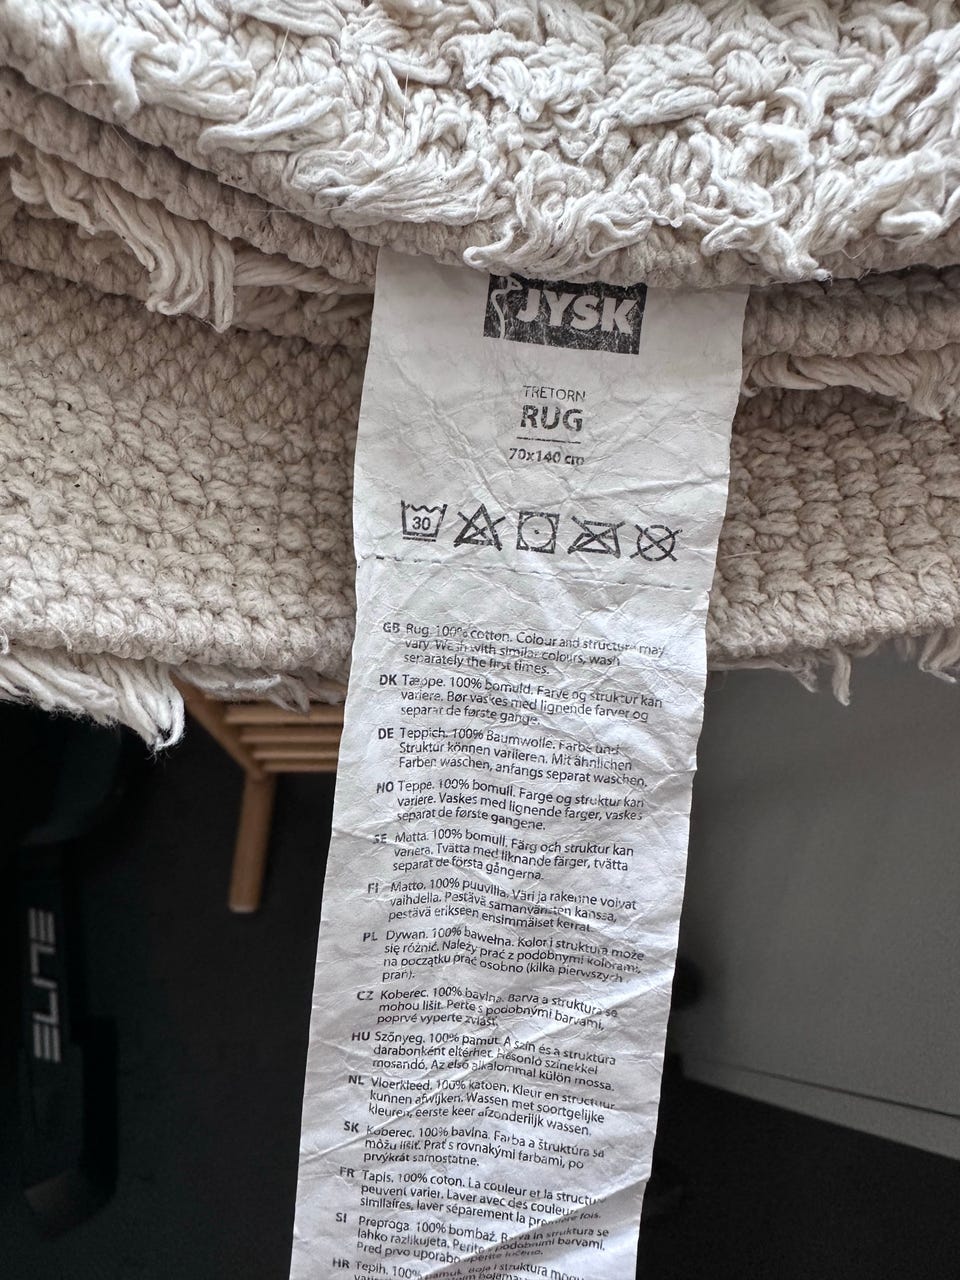 JYSK
TRETORN
RUG
70x140 cm
30
GB Rug. 100% cotton. Colour and structure may
vary. Wash with similar colours, wash
separately the first times.
DK Tæppe. 100% bomuld. Farve og struktur kan
variere. Bør vaskes med lignende farver og
separat de første gange.
DE Teppich. 100% Baumwolle. Farbe und
Struktur können variieren. Mit ähnlichen
Farben waschen, anfangs separat waschen.
NO Teppe. 100% bomull. Farge og struktur kan
variere. Vaskes med lignende farger, vaskes
separat de første gangene.
SE Matta. 100% bomull. Färg och struktur kan
variera. Tvätta med liknande färger, tvätta
separat de första gångerna.
FI Matto. 100% puuvilla. Väri ja rakenne voivat
vaihdella. Pestävä samanväristen kanssa,
pestävä erikseen ensimmäiset kerrat.
PL Dywan. 100% bawełna. Kolor i struktura może
się różnić. Należy prać z podobnymi kolorami,
na początku prać osobno (kilka pierwszych
prań).
CZ Koberec. 100% bavlna. Barva a struktura se
mohou lišit. Perte s podobnými barvami,
poprvé vyperte zvlášť.
HU Szőnyeg. 100% pamut. A szín és a struktúra
darabonként eltérhet. Hasonló színekkel
mosandó. Az első alkalommal külön mossa.
NL Vloerkleed. 100% katoen. Kleur en structuur
kunnen afwijken. Wassen met soortgelijke
kleuren, eerste keer afzonderlijk wassen.
SK Koberec. 100% bavlna. Farba a štruktúra sa
môžu líšiť. Prať s rovnakými farbami, po
prvýkrát samostatne.
FR Tapis. 100% coton. La couleur et la structure
peuvent varier. Laver avec des couleurs
similaires, laver séparément la première fois.
SI Preproga. 100% bombaž. Barva in struktura se
lahko razlikujeta. Perite s podobnimi barvami.
Pred prvo uporabo operite ločeno.
HR Tepih. 100% pamuk. Boja i struktura mogu
ELITE